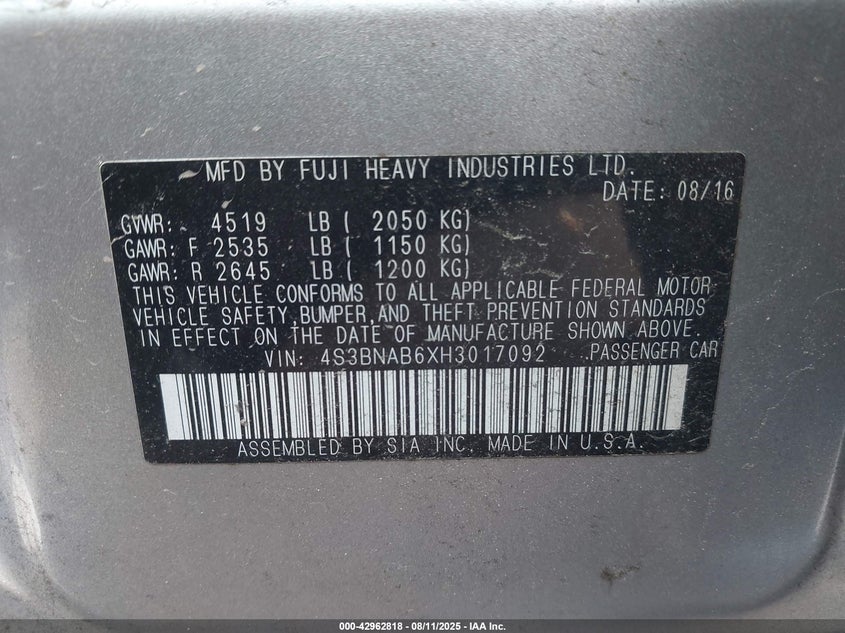 MFD BY FUJI HEAVY INDUSTRIES LTD.
DATE: 08/16
GVWR: 4519 LB ( 2050 KG)
GAWR: F 2535 LB ( 1150 KG)
GAWR: R 2645 LB ( 1200 KG)
THIS VEHICLE CONFORMS TO ALL APPLICABLE FEDERAL MOTOR
VEHICLE SAFETY, BUMPER, AND THEFT PREVENTION STANDARDS
IN EFFECT ON THE DATE OF MANUFACTURE SHOWN ABOVE.
VIN: 4S3BNAB6XH3017092 PASSENGER CAR
ASSEMBLED BY SIA INC. MADE IN U.S.A.
000-42962818 - 08/11/2025 - IAA Inc.